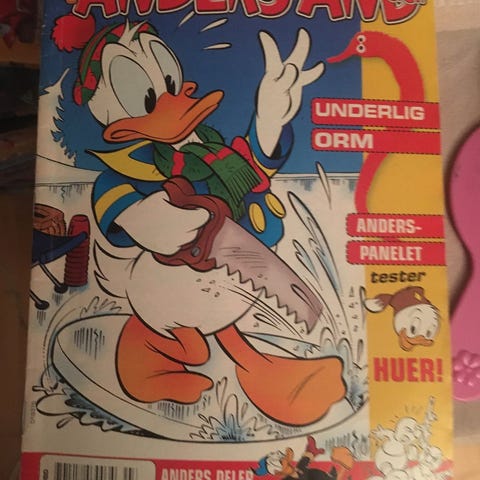 ANDERS AND
UNDERLIG
ORM
ANDERS-
PANELET
tester
HUER!
ANDERS DELER